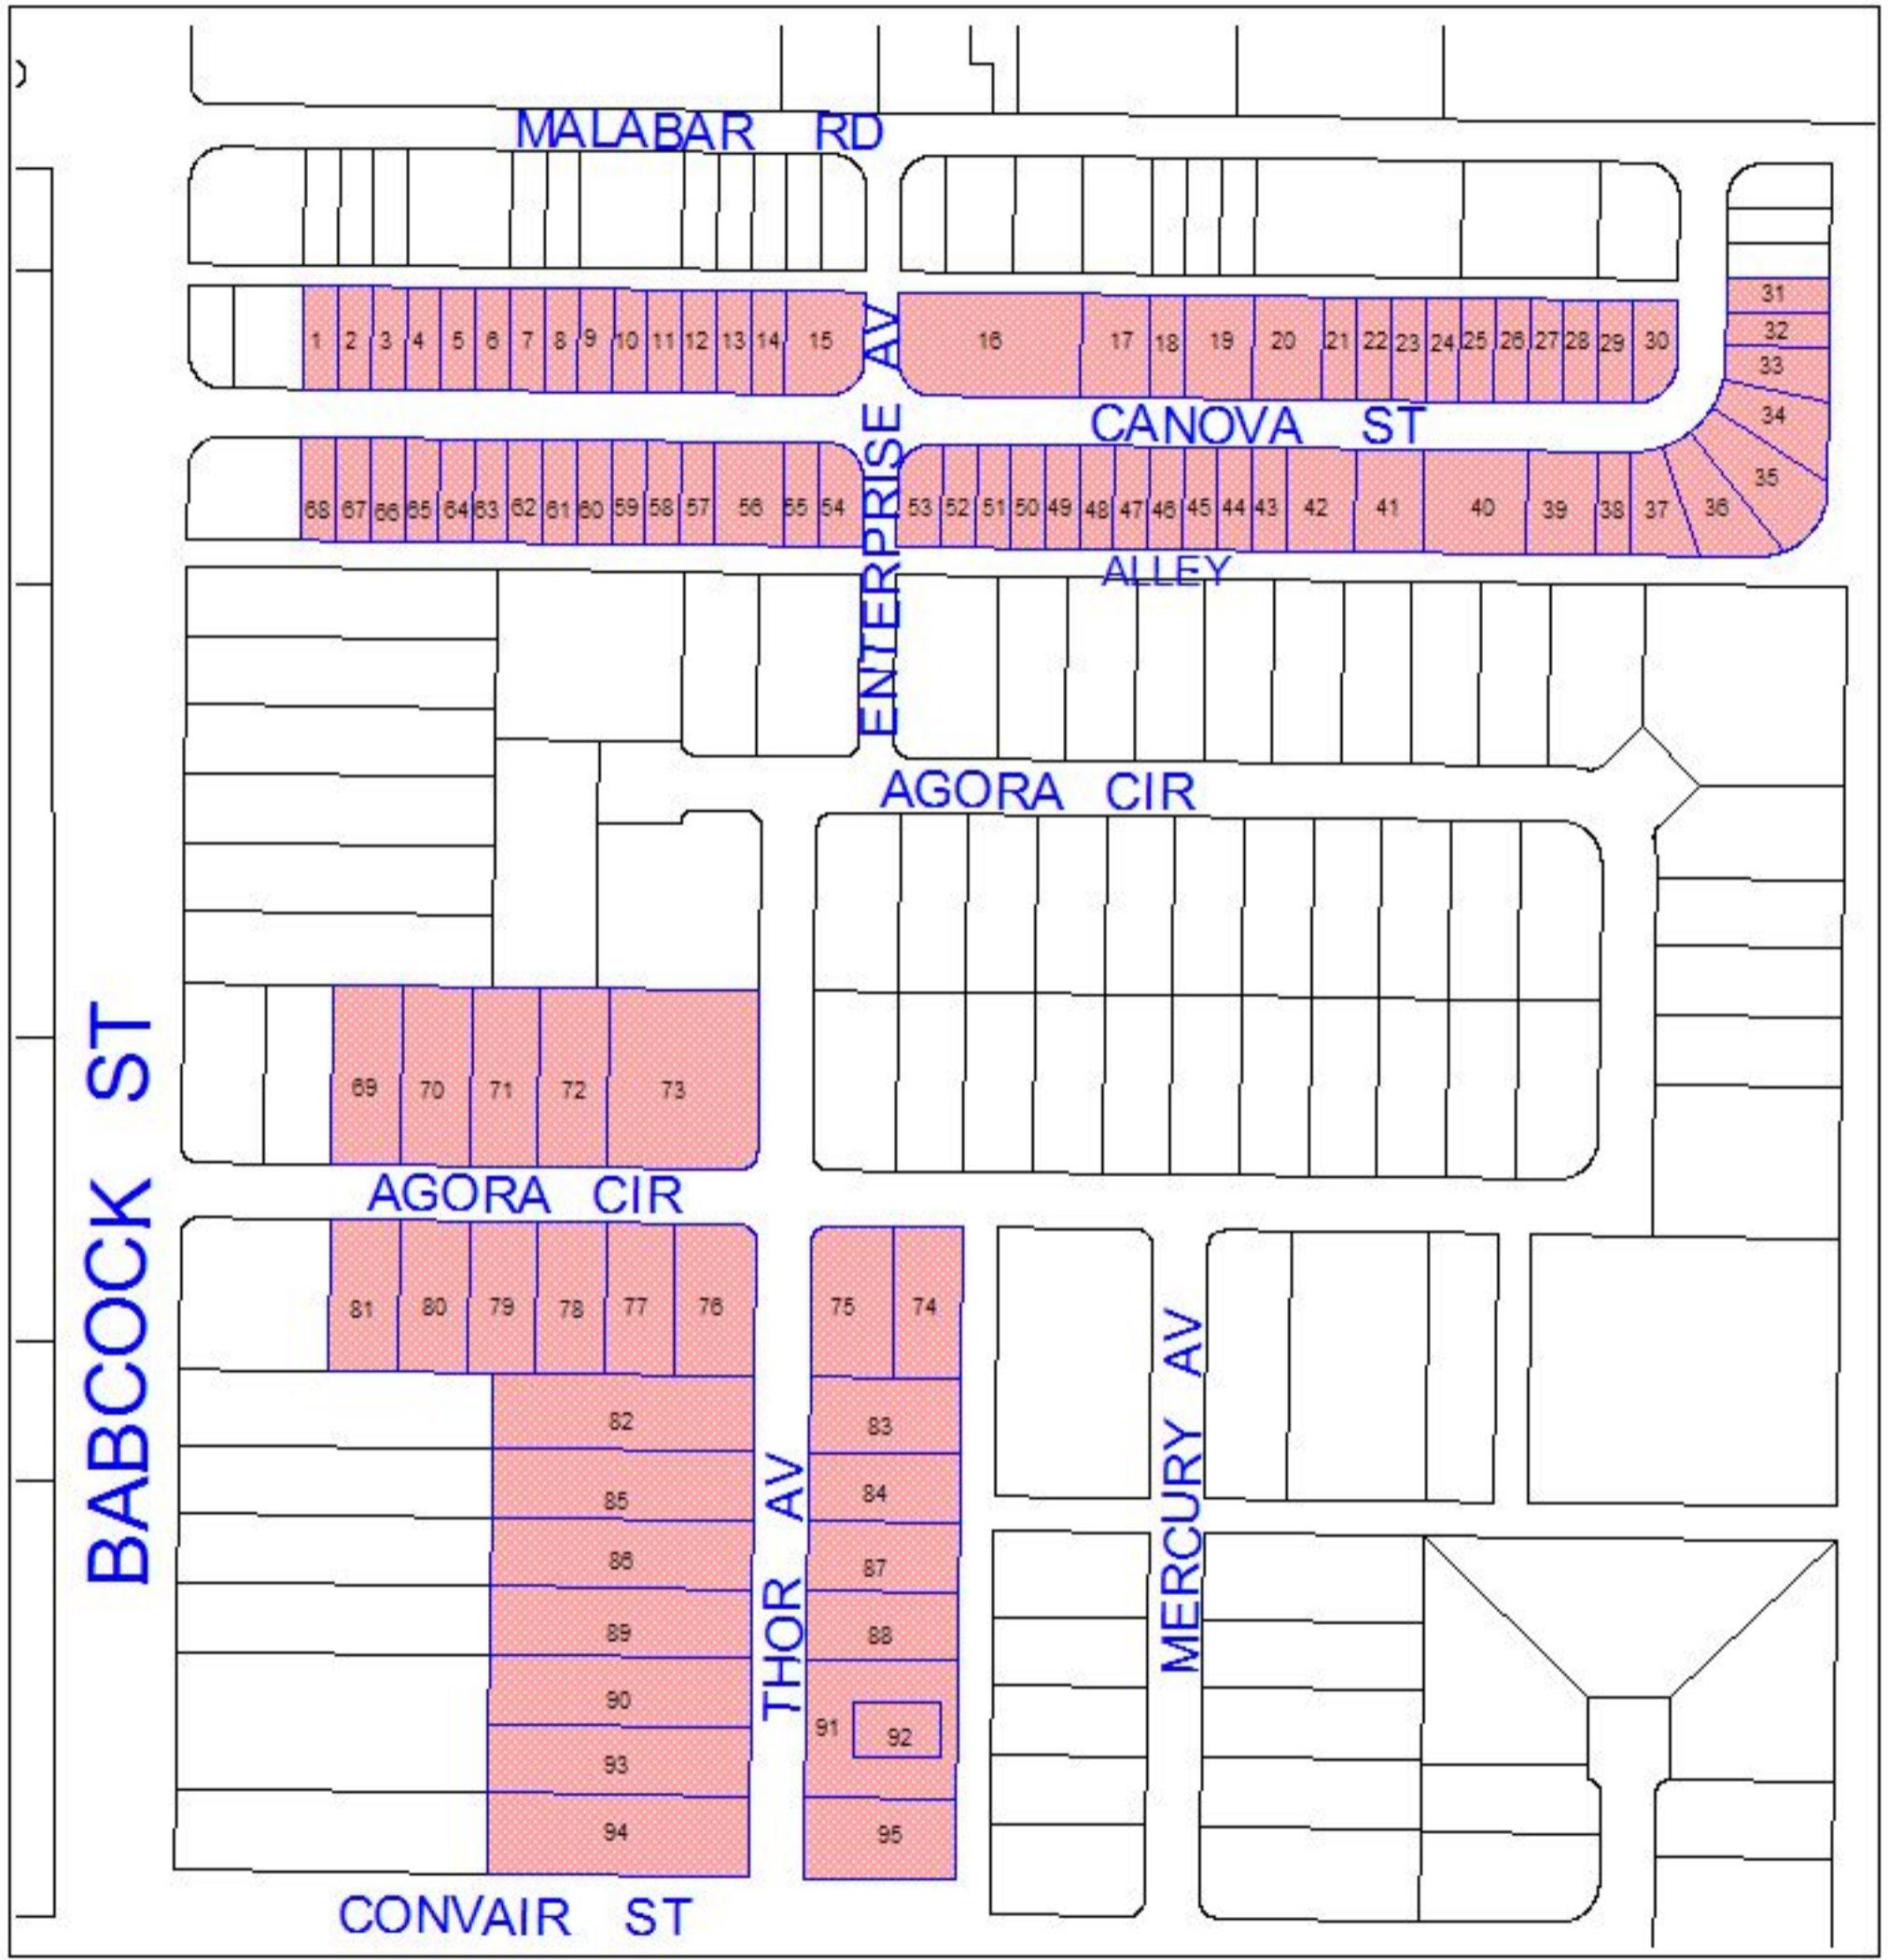 MALABAR RD
1 2 3 4 5 6 7 8 9 10 11 12 13 14 15 16 17 18 19 20 21 22 23 24 25 26 27 28 29 30
31
32
33
34
35
CANOVA ST
68 67 66 65 64 63 62 61 60 59 58 57 56 55 54 53 52 51 50 49 48 47 46 45 44 43 42 41 40 39 38 37 36
ENTERPRISE AV
ALLEY
AGORA CIR
BABCOCK ST
69 70 71 72 73
AGORA CIR
81 80 79 78 77 76 75 74
82 83
85 84
86 87
89 88
90 91 92
93
94 95
THOR AV
MERCURY AV
CONVAIR ST